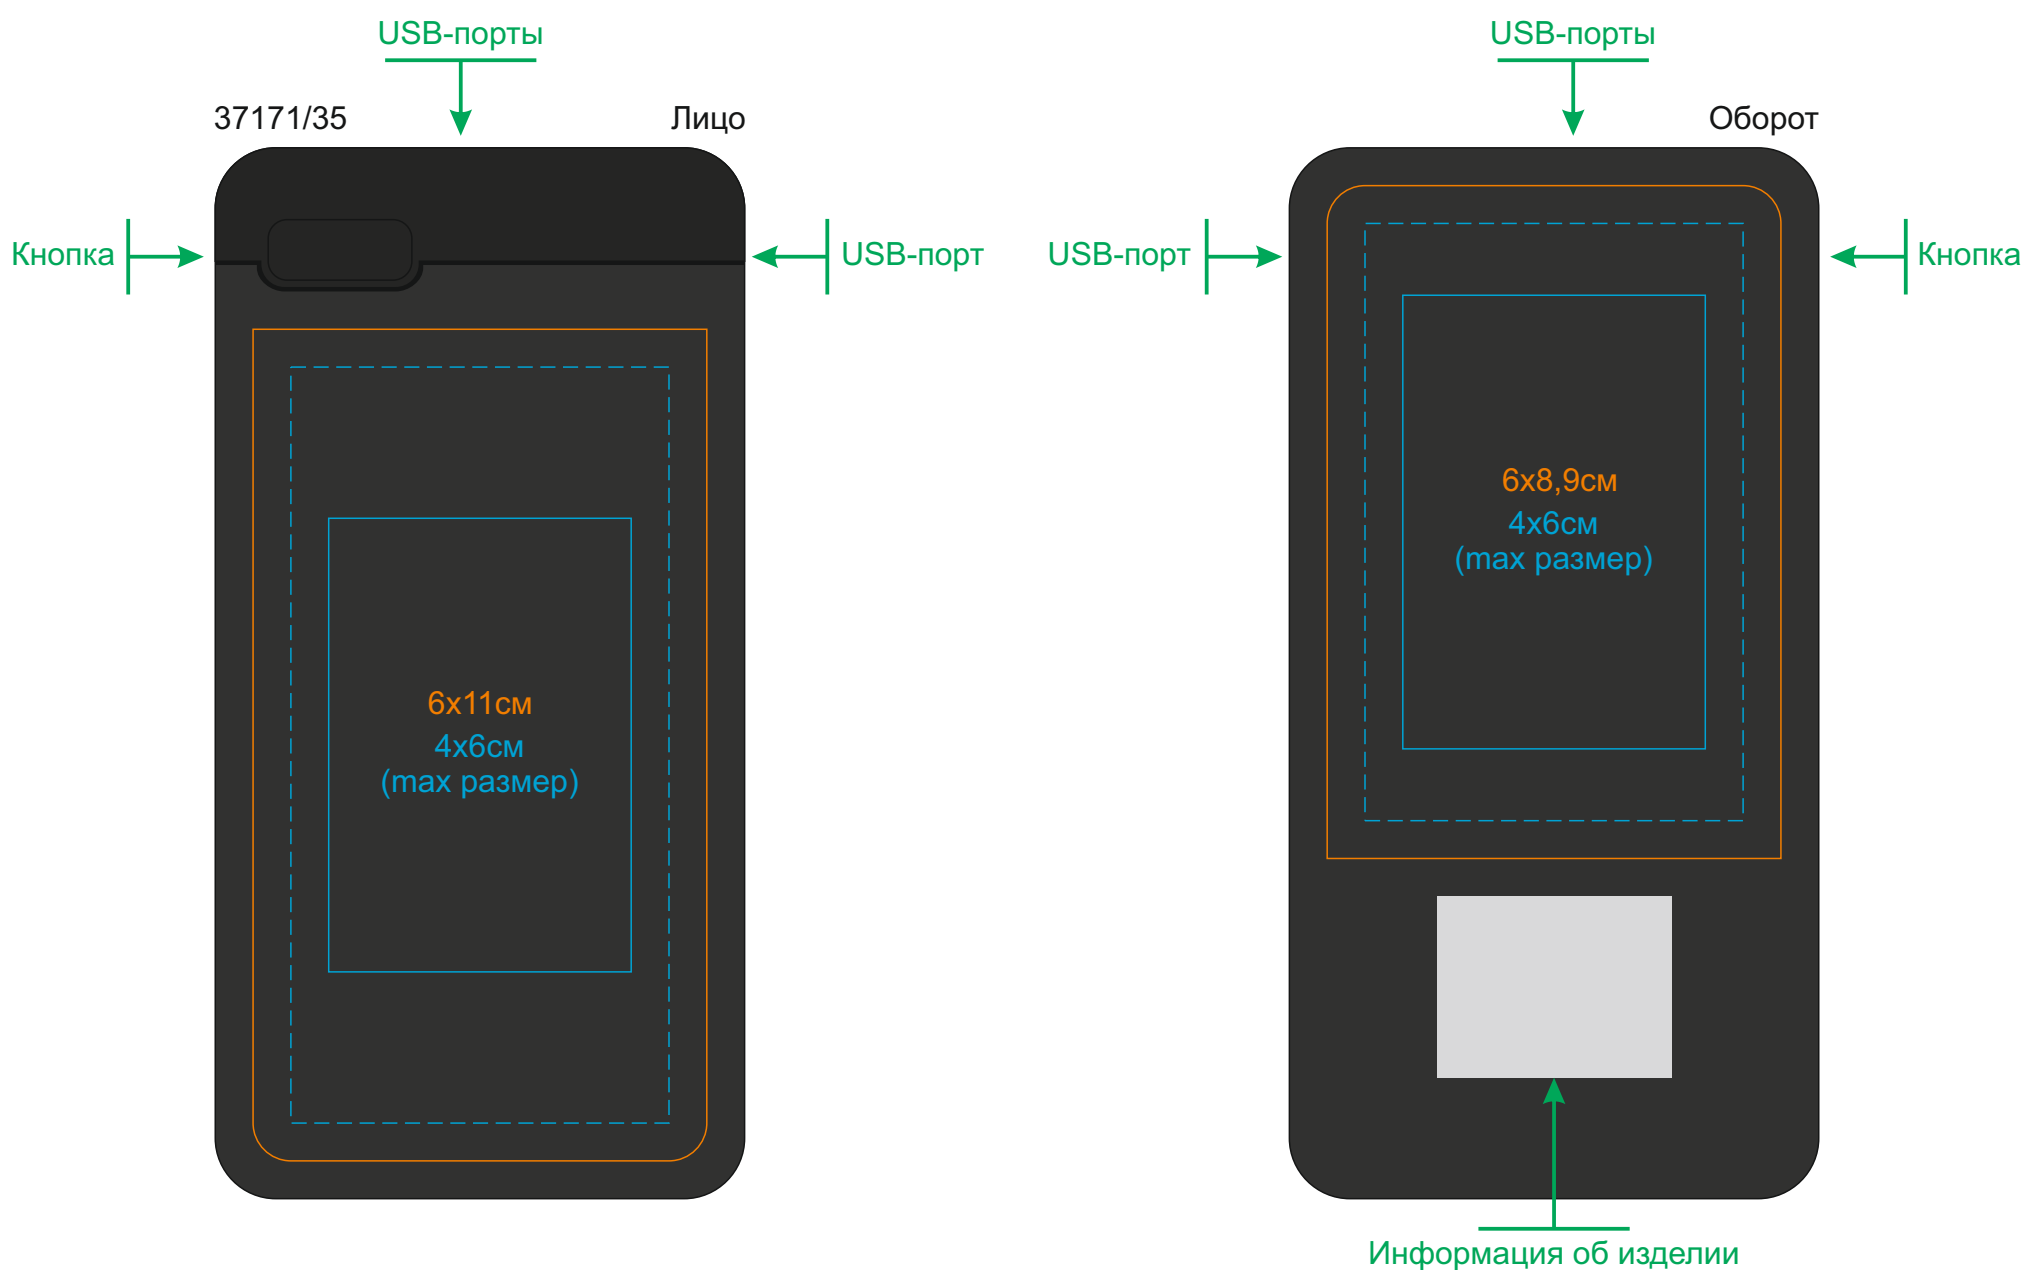 USB-порты
37171/35
Лицо
Кнопка
USB-порт
6х11см
4х6см
(max размер)
USB-порты
Оборот
USB-порт
Кнопка
6х8,9см
4х6см
(max размер)
Информация об изделии